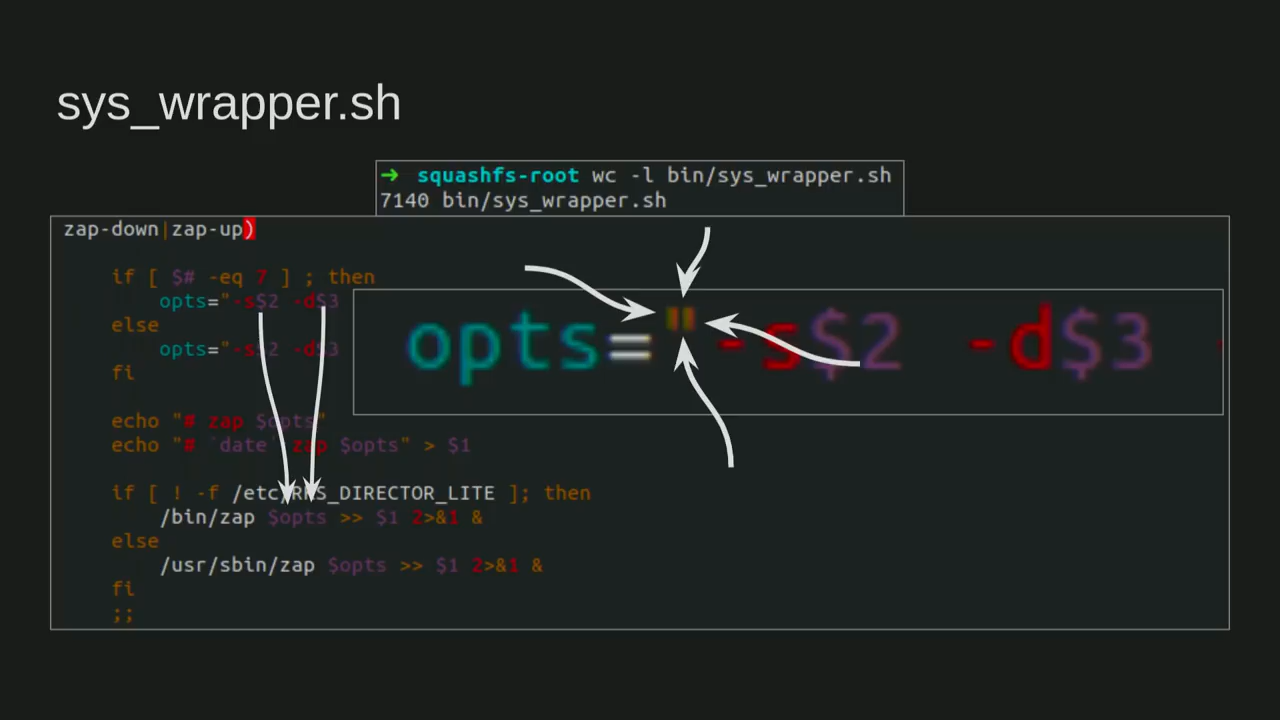 sys_wrapper.sh
➜ squashfs-root wc -l bin/sys_wrapper.sh
7140 bin/sys_wrapper.sh
zap-down|zap-up)
if [ $# -eq 7 ] ; then
opts="-s$2 -d$3
else
opts="-s$2 -d$3
fi
opts=" -s$2 -d$3
echo "# zap $opts"
echo "# `date` zap $opts" > $1
if [ ! -f /etc/RKS_DIRECTOR_LITE ]; then
/bin/zap $opts >> $1 2>&1 &
else
/usr/sbin/zap $opts >> $1 2>&1 &
fi
;;